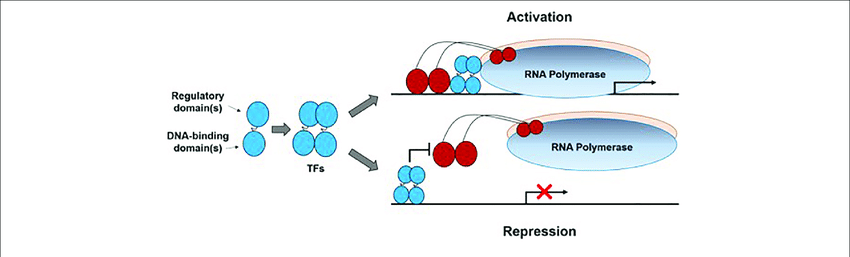 Activation
RNA Polymerase
Regulatory
domain(s)
DNA-binding
domain(s)
TFs
RNA Polymerase
Repression